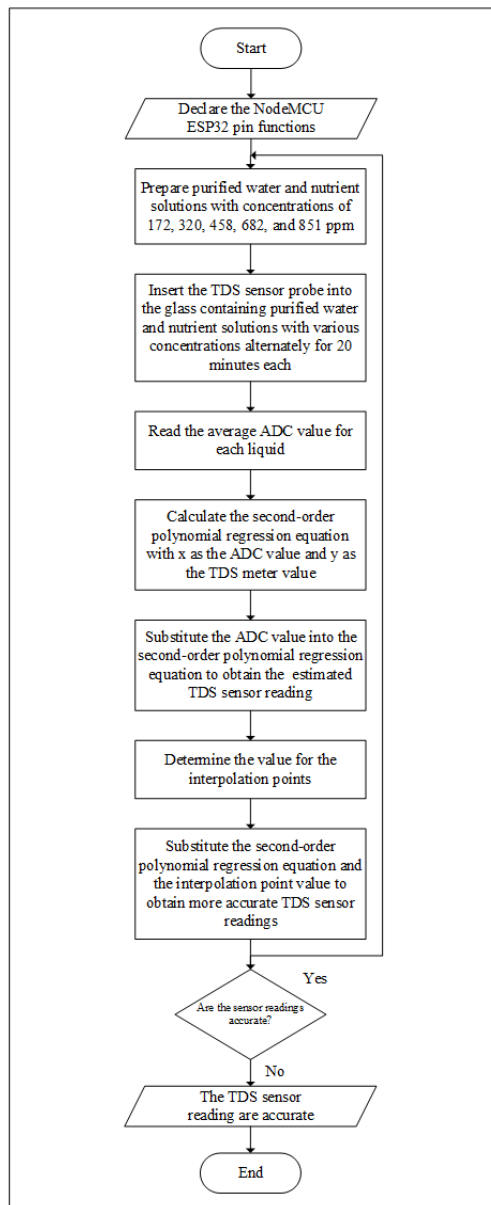 Start
Declare the NodeMCU
ESP32 pin functions
Prepare purified water and nutrient
solutions with concentrations of
172, 320, 458, 682, and 851 ppm
Insert the TDS sensor probe into
the glass containing purified water
and nutrient solutions with various
concentrations alternately for 20
minutes each
Read the average ADC value for
each liquid
Calculate the second-order
polynomial regression equation
with x as the ADC value and y as
the TDS meter value
Substitute the ADC value into the
second-order polynomial regression
equation to obtain the estimated
TDS sensor reading
Determine the value for the
interpolation points
Substitute the second-order
polynomial regression equation and
the interpolation point value to
obtain more accurate TDS sensor
readings
Yes
Are the sensor readings
accurate?
No
The TDS sensor
reading are accurate
End